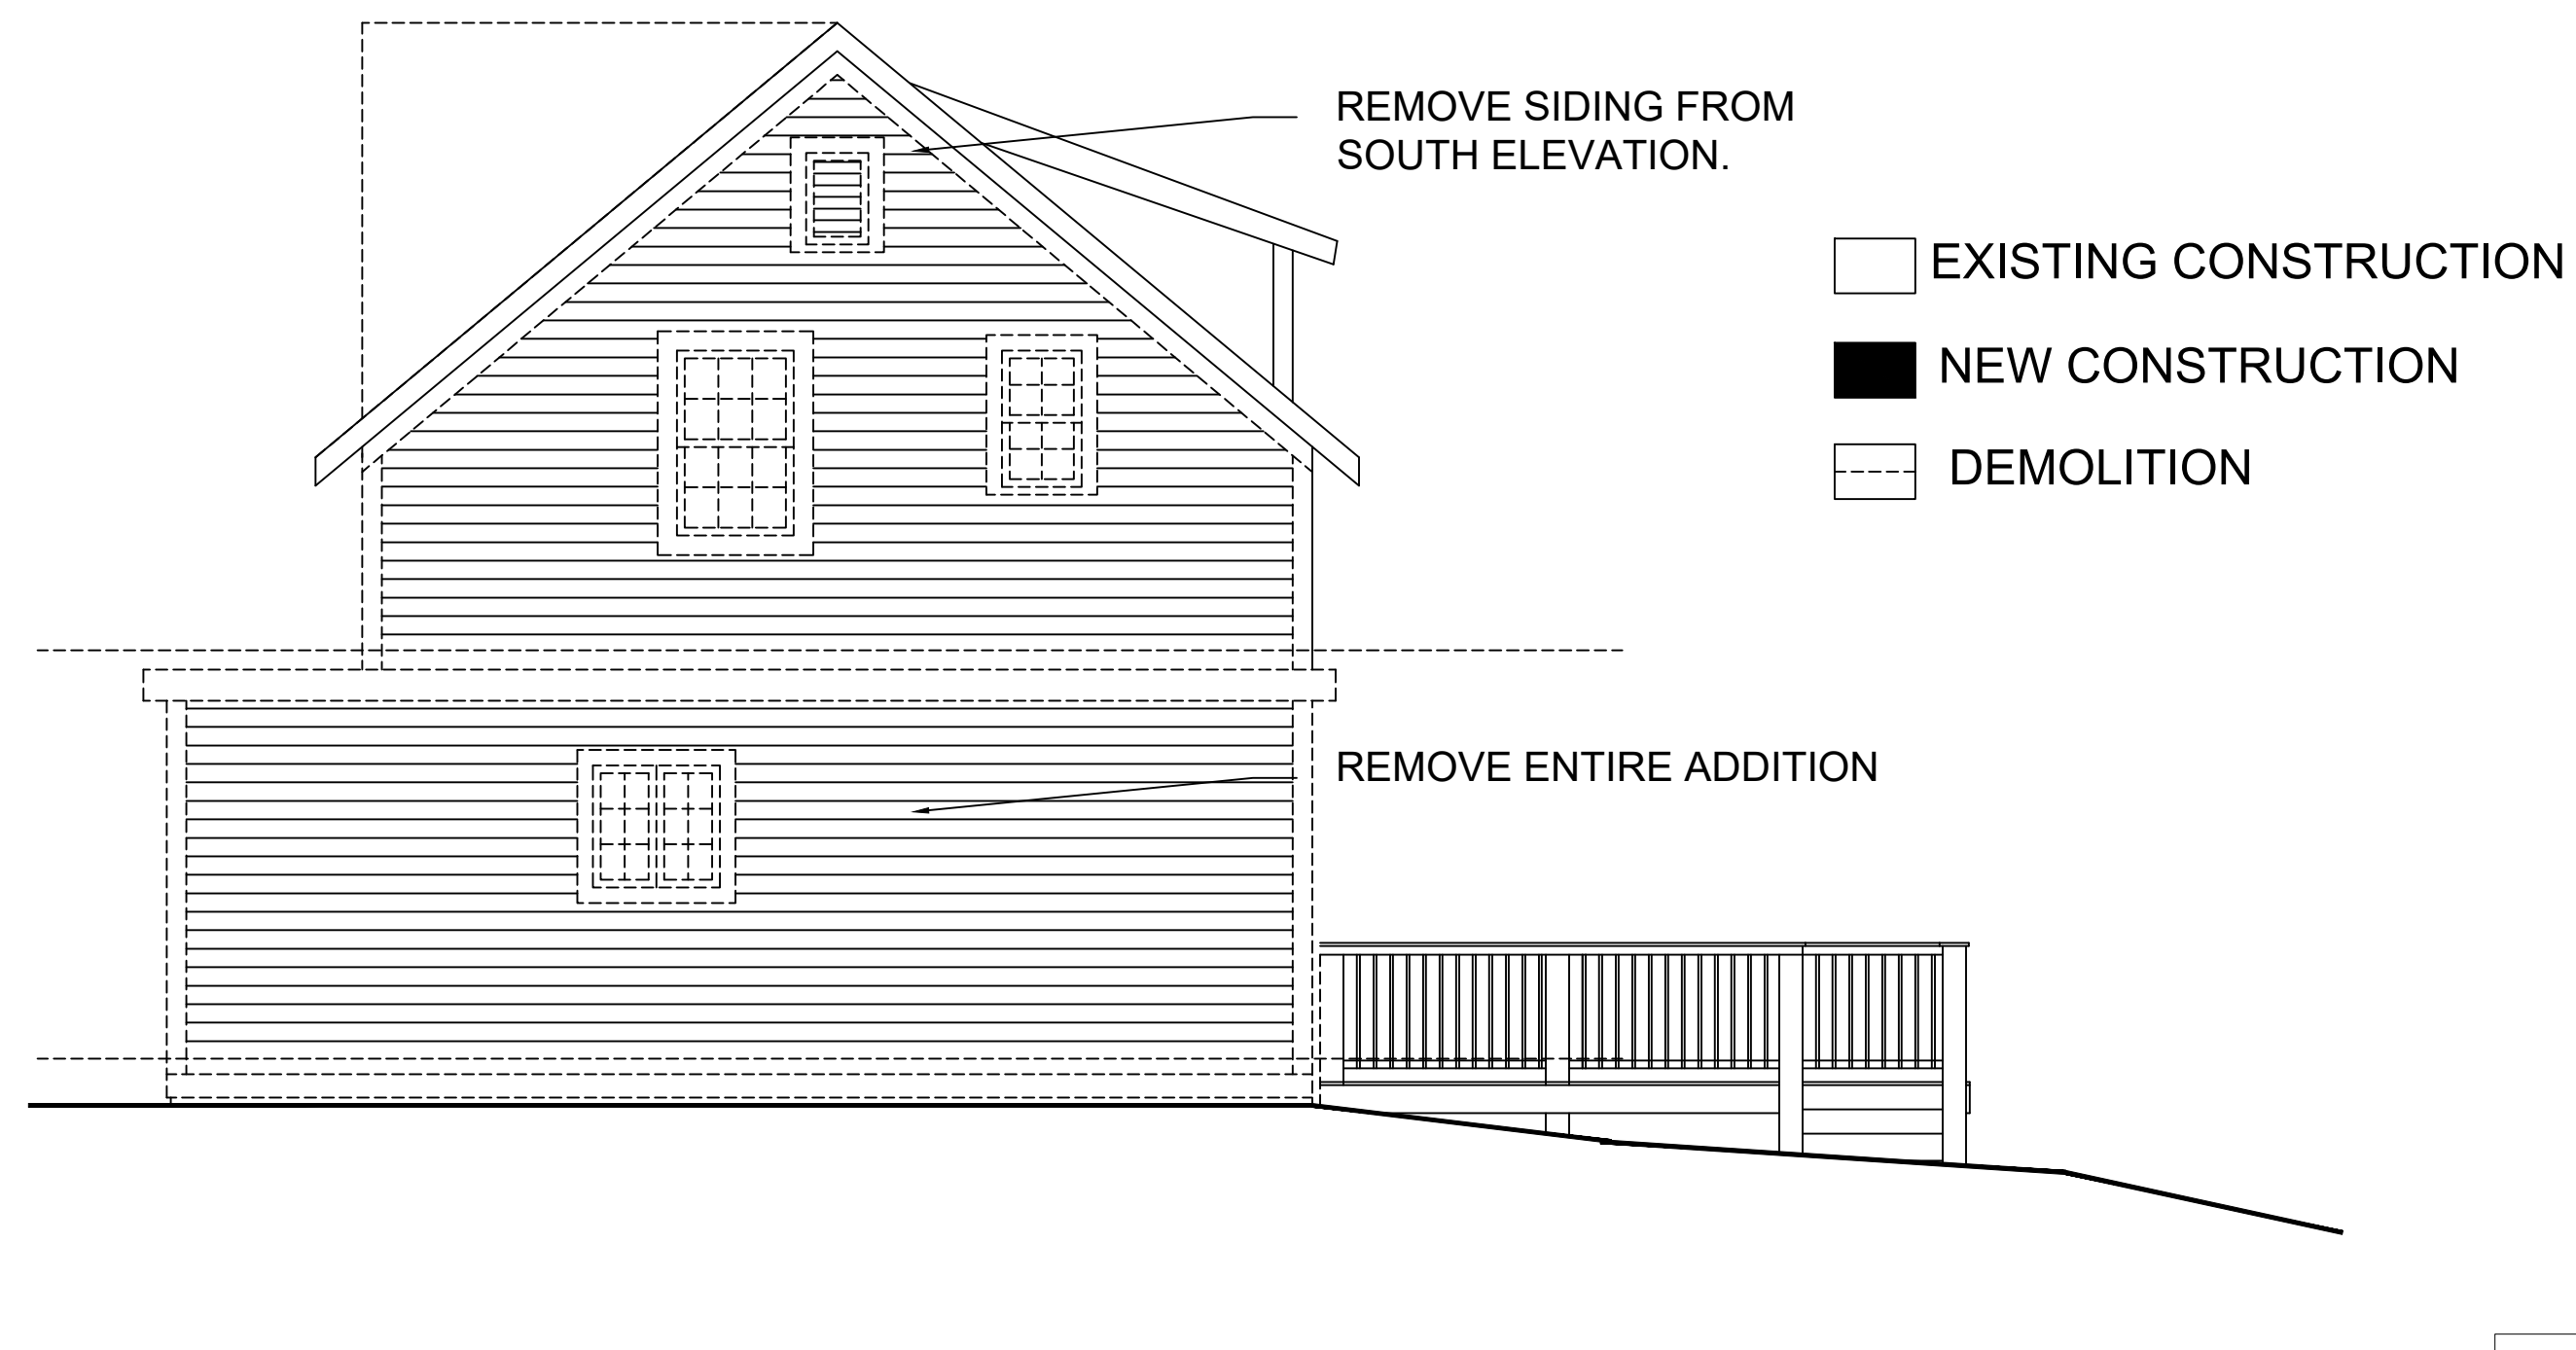 REMOVE SIDING FROM
SOUTH ELEVATION.
EXISTING CONSTRUCTION
NEW CONSTRUCTION
DEMOLITION
REMOVE ENTIRE ADDITION